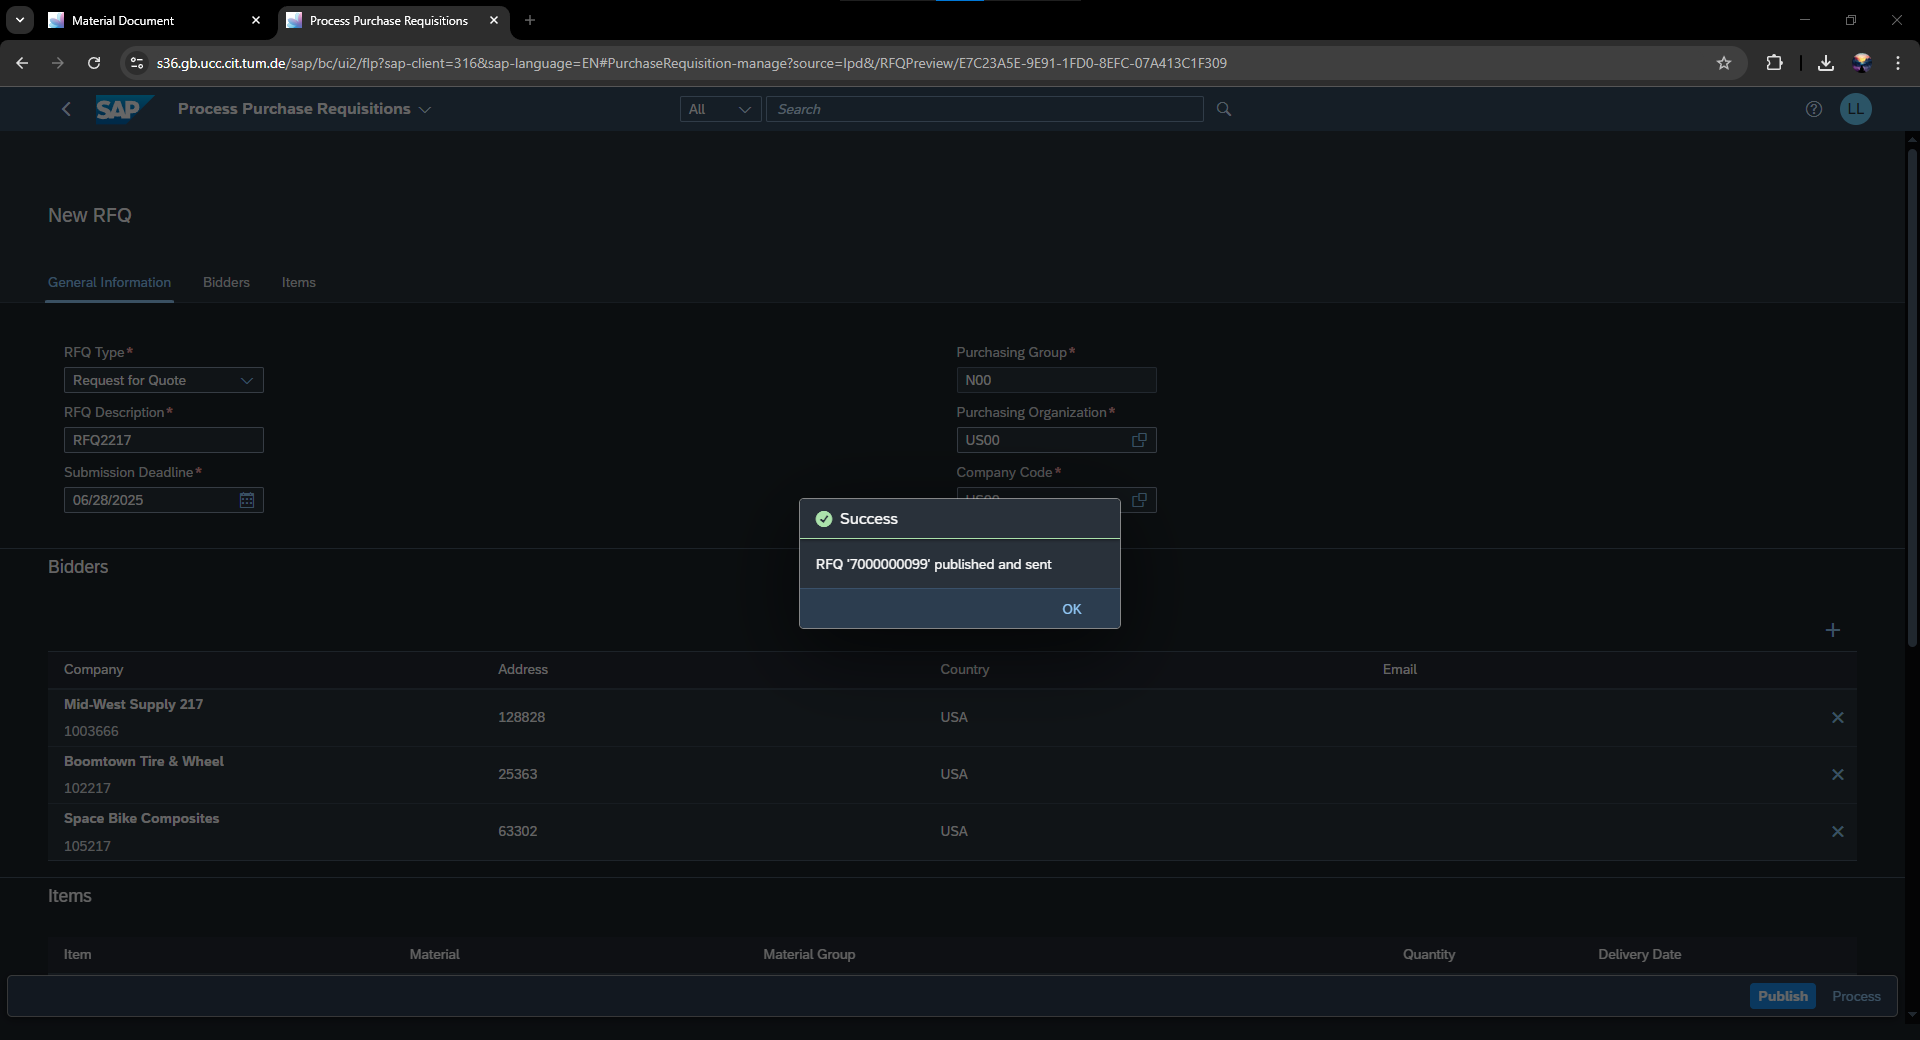 Material Document
Process Purchase Requisitions
s36.gb.ucc.cit.tum.de/sap/bc/ui2/flp?sap-client=316&sap-language=EN#PurchaseRequisition-manage?source=lpd&/RFQPreview/E7C23A5E-9E91-1FD0-8EFC-07A413C1F309
SAP
Process Purchase Requisitions
All
Search
LL
New RFQ
General Information Bidders Items
RFQ Type*
Request for Quote
RFQ Description*
RFQ2217
Submission Deadline*
06/28/2025
Purchasing Group*
N00
Purchasing Organization*
US00
Company Code*
Success
RFQ '7000000099' published and sent
OK
Bidders
Company Address Country Email
Mid-West Supply 217
1003666
128828 USA
Boomtown Tire & Wheel
102217
25363 USA
Space Bike Composites
105217
63302 USA
Items
Item Material Material Group Quantity Delivery Date
Publish Process